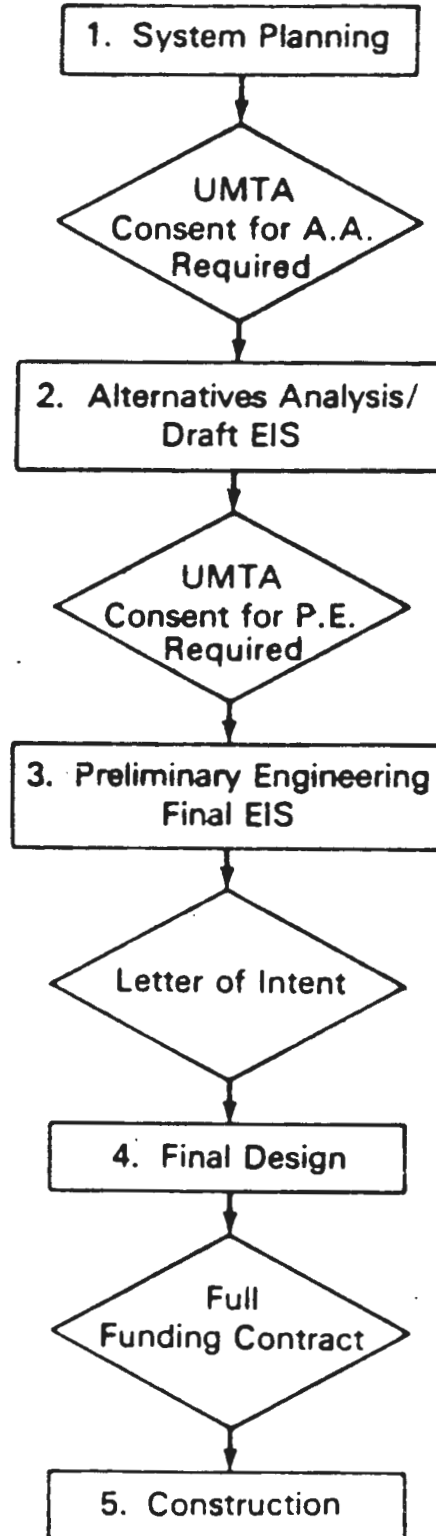 1. System Planning
UMTA
Consent for A.A.
Required
2. Alternatives Analysis/
Draft EIS
UMTA
Consent for P.E.
Required
3. Preliminary Engineering
Final EIS
Letter of Intent
4. Final Design
Full
Funding Contract
5. Construction